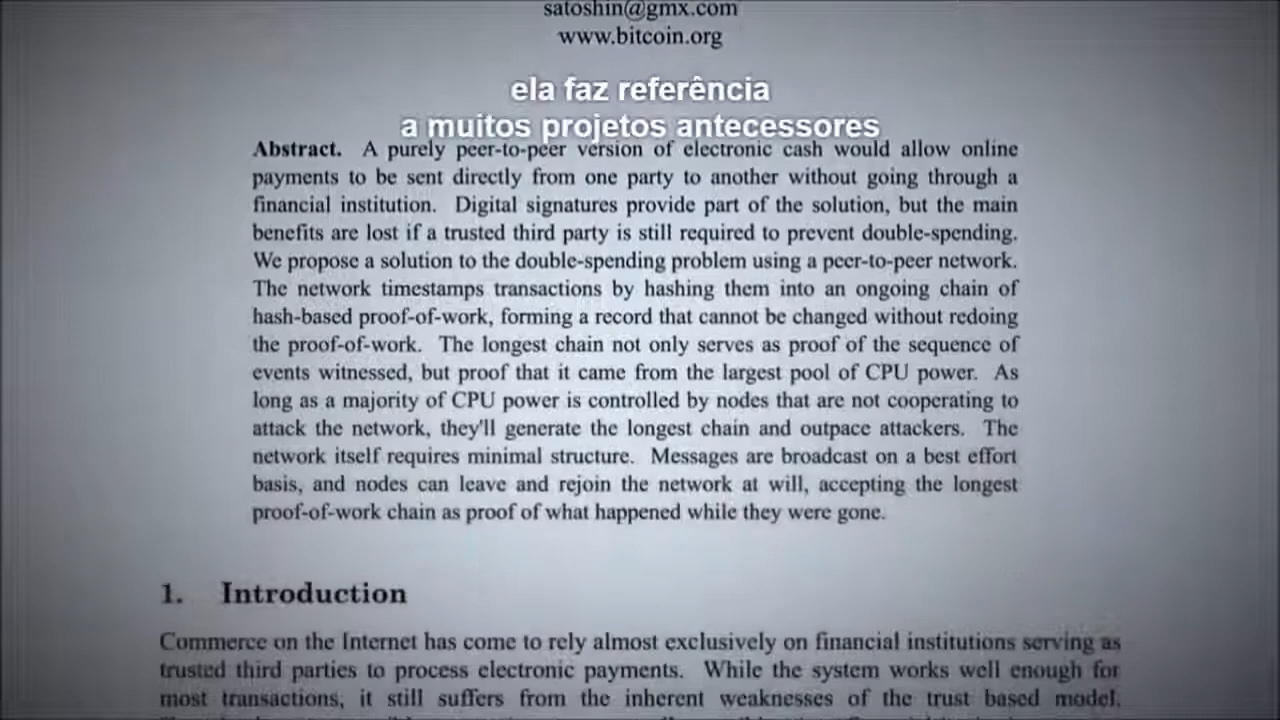 satoshin@gmx.com
www.bitcoin.org
ela faz referência
a muitos projetos antecessores
Abstract. A purely peer-to-peer version of electronic cash would allow online
payments to be sent directly from one party to another without going through a
financial institution. Digital signatures provide part of the solution, but the main
benefits are lost if a trusted third party is still required to prevent double-spending.
We propose a solution to the double-spending problem using a peer-to-peer network.
The network timestamps transactions by hashing them into an ongoing chain of
hash-based proof-of-work, forming a record that cannot be changed without redoing
the proof-of-work. The longest chain not only serves as proof of the sequence of
events witnessed, but proof that it came from the largest pool of CPU power. As
long as a majority of CPU power is controlled by nodes that are not cooperating to
attack the network, they'll generate the longest chain and outpace attackers. The
network itself requires minimal structure. Messages are broadcast on a best effort
basis, and nodes can leave and rejoin the network at will, accepting the longest
proof-of-work chain as proof of what happened while they were gone.
1. Introduction
Commerce on the Internet has come to rely almost exclusively on financial institutions serving as
trusted third parties to process electronic payments. While the system works well enough for
most transactions, it still suffers from the inherent weaknesses of the trust based model.